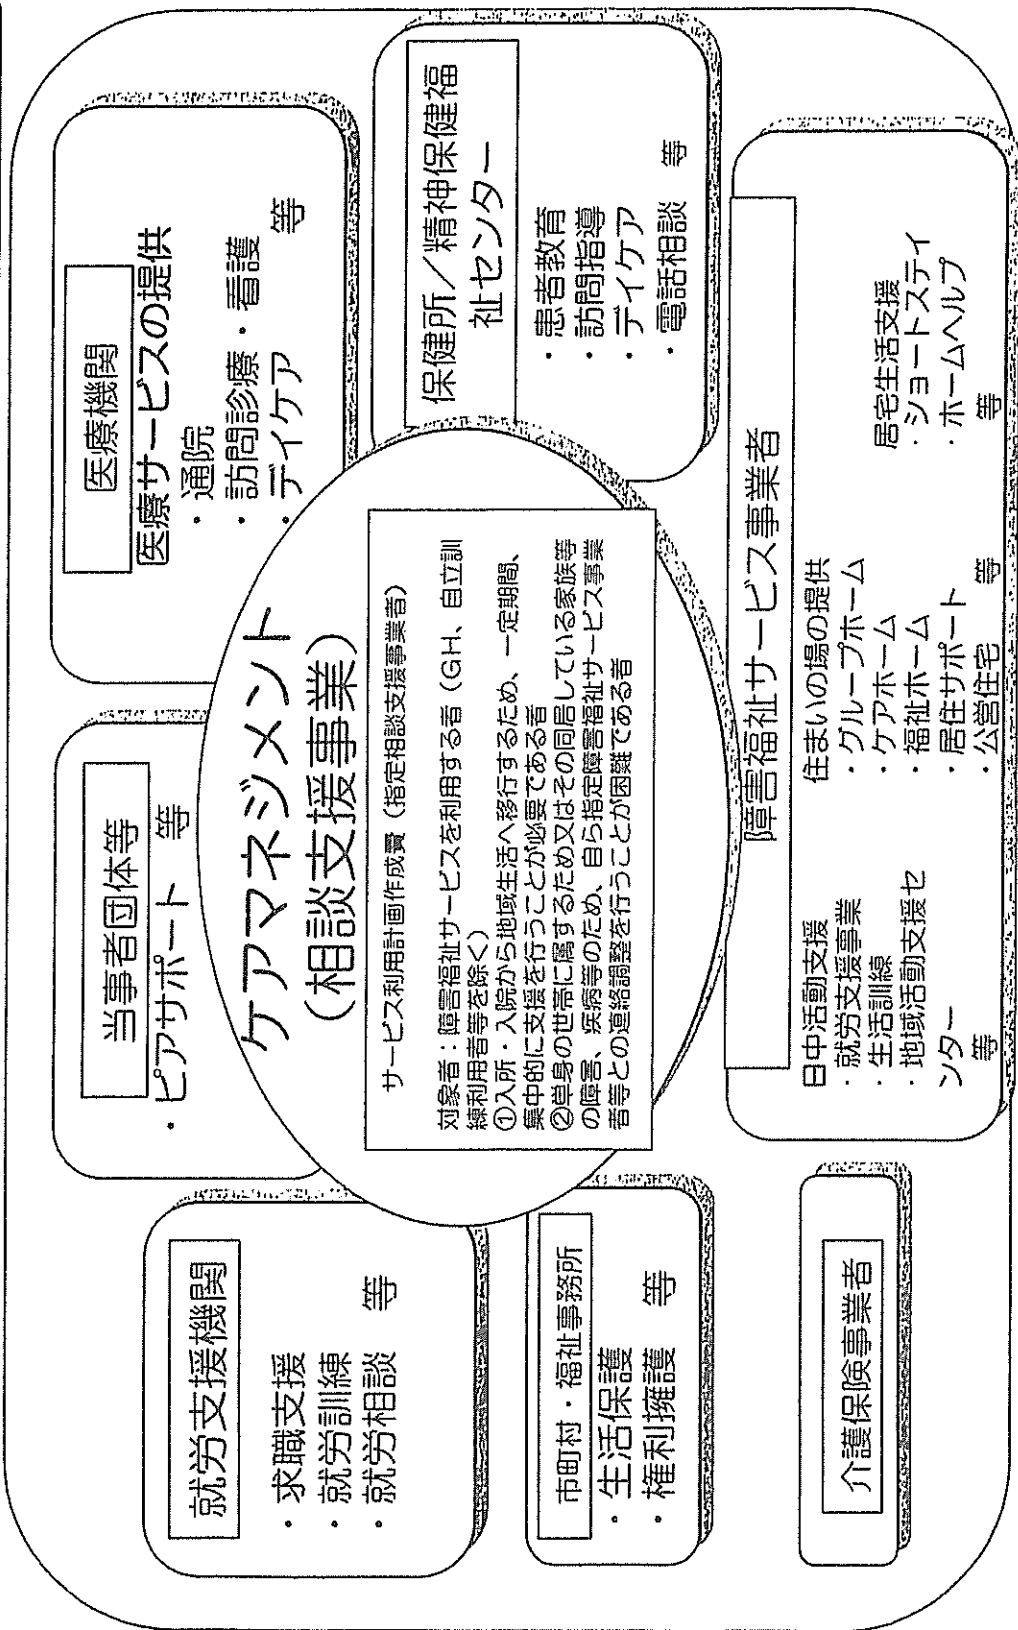 就労支援機関
・求職支援
・就労訓練
・就労相談　等
当事者団体等
・ピアサポート　等
医療機関
医療サービスの提供
・通院
・訪問診療・看護
・デイケア　等
ケアマネジメント
（相談支援事業）
サービス利用計画作成費（指定相談支援事業者）
対象者：障害福祉サービスを利用する者（GH、自立訓
練利用者等を除く）
①入所・入院から地域生活へ移行するため、一定期間、
集中的に支援を行うことが必要である者
②単身の世帯に属するため又はその同居している家族等
の障害、疾病等のため、自ら指定障害福祉サービス事業
者等との連絡調整を行うことが困難である者
市町村・福祉事務所
・生活保護
・権利擁護　等
保健所／精神保健福
祉センター
・患者教育
・訪問指導
・デイケア
・電話相談　等
介護保険事業者
障害福祉サービス事業者
日中活動支援
・就労支援事業
・生活訓練
・地域活動支援セ
ンター
等
住まいの場の提供
・グループホーム
・ケアホーム
・福祉ホーム
・居住サポート
・公営住宅　等
居宅生活支援
・ショートステイ
・ホームヘルプ
等